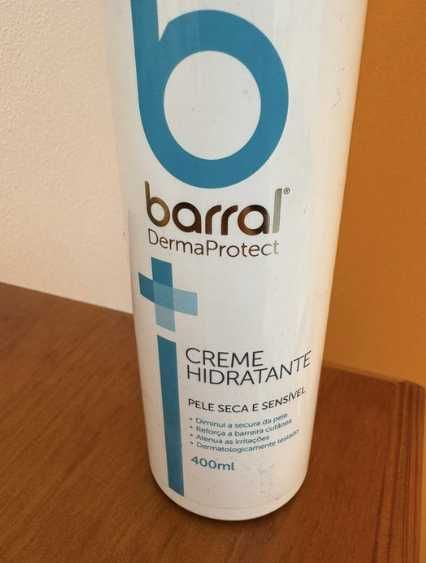 b
barral®
DermaProtect
CREME
HIDRATANTE
PELE SECA E SENSÍVEL
• Diminui a secura da pele
• Reforça a barreira cutânea
• Atenua as irritações
• Dermatologicamente testado
400ml